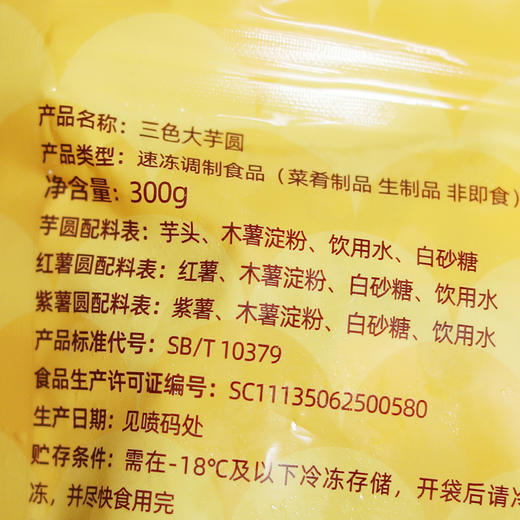 产品名称：三色大芋圆
产品类型：速冻调制食品（菜肴制品 生制品 非即食）
净含量：300g
芋圆配料表：芋头、木薯淀粉、饮用水、白砂糖
红薯圆配料表：红薯、木薯淀粉、白砂糖、饮用水
紫薯圆配料表：紫薯、木薯淀粉、白砂糖、饮用水
产品标准代号：SB/T 10379
食品生产许可证编号：SC11135062500580
生产日期：见喷码处
贮存条件：需在-18℃及以下冷冻存储，开袋后请冷
冻，并尽快食用完